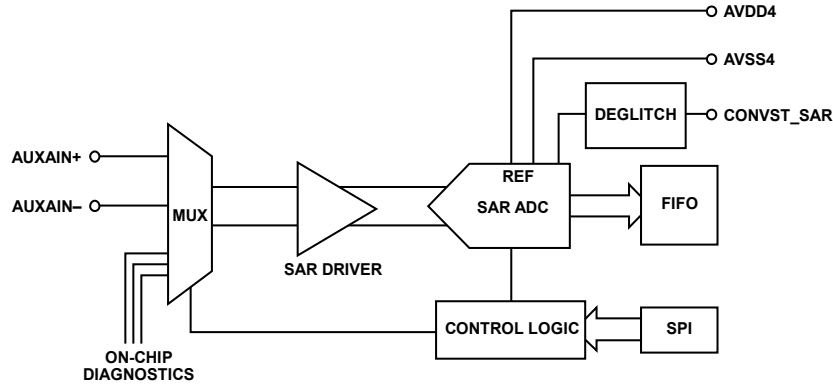 AVDD4
AVSS4
DEGLITCH
CONVST_SAR
AUXAIN+
REF
MUX
SAR ADC
FIFO
AUXAIN–
SAR DRIVER
CONTROL LOGIC
SPI
ON-CHIP
DIAGNOSTICS